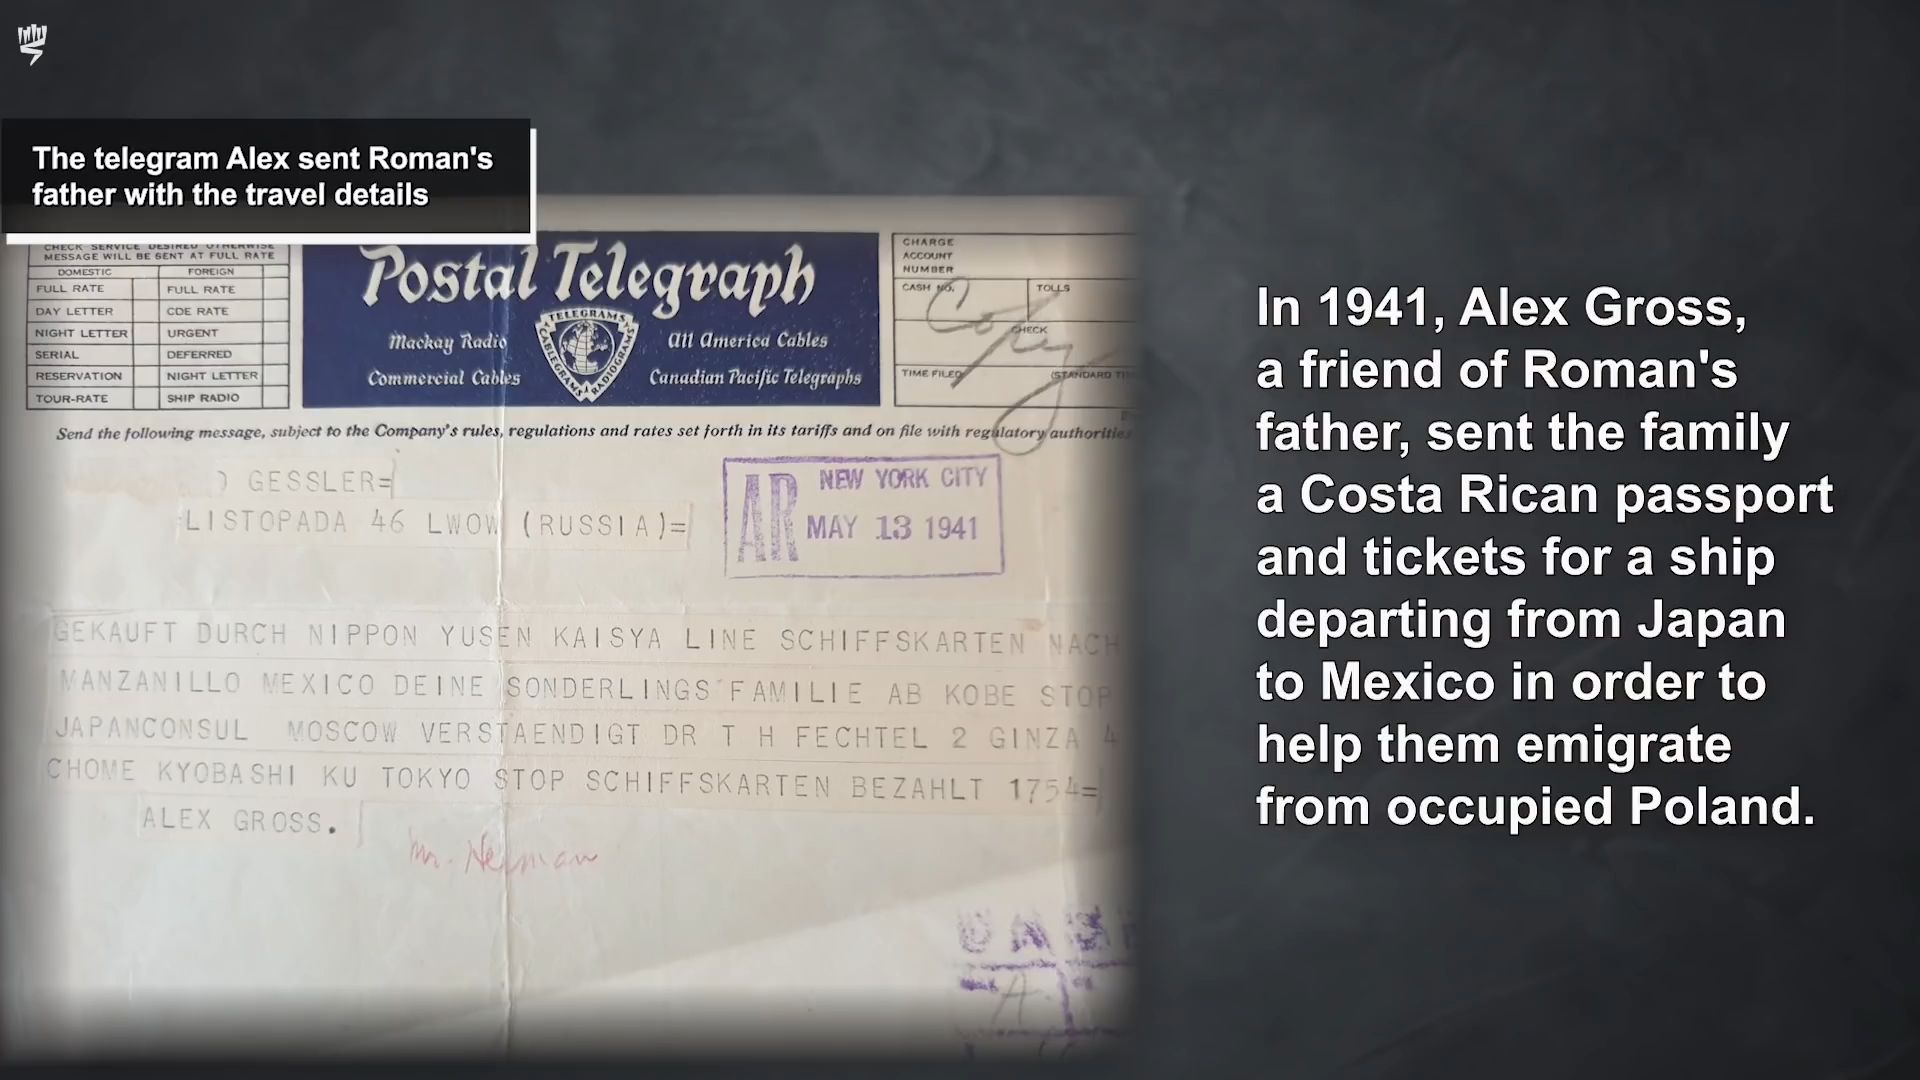 The telegram Alex sent Roman's
father with the travel details
CHECK SERVICE DESIRED OTHERWISE
MESSAGE WILL BE SENT AT FULL RATE
DOMESTIC FOREIGN
FULL RATE FULL RATE
DAY LETTER CDE RATE
NIGHT LETTER URGENT
SERIAL DEFERRED
RESERVATION NIGHT LETTER
TOUR-RATE SHIP RADIO
Postal Telegraph
Mackay Radio All America Cables
Commercial Cables Canadian Pacific Telegraphs
TELEGRAMS
CABLEGRAMS RADIOGRAMS
CHARGE
ACCOUNT
NUMBER
CASH NO. TOLLS
CHECK
TIME FILED (STANDARD
Send the following message, subject to the Company's rules, regulations and rates set forth in its tariffs and on file with regulatory authorities
GESSLER=
LISTOPADA 46 LWOW (RUSSIA)=
AR NEW YORK CITY
MAY 13 1941
GEKAUFT DURCH NIPPON YUSEN KAISYA LINE SCHIFFSKARTEN NACH
MANZANILLO MEXICO DEINE SONDERLINGS FAMILIE AB KOBE STOP
JAPANCONSUL MOSCOW VERSTAENDIGT DR T H FECHTEL 2 GINZA 4
CHOME KYOBASHI KU TOKYO STOP SCHIFFSKARTEN BEZAHLT 1754=
ALEX GROSS.
In 1941, Alex Gross,
a friend of Roman's
father, sent the family
a Costa Rican passport
and tickets for a ship
departing from Japan
to Mexico in order to
help them emigrate
from occupied Poland.